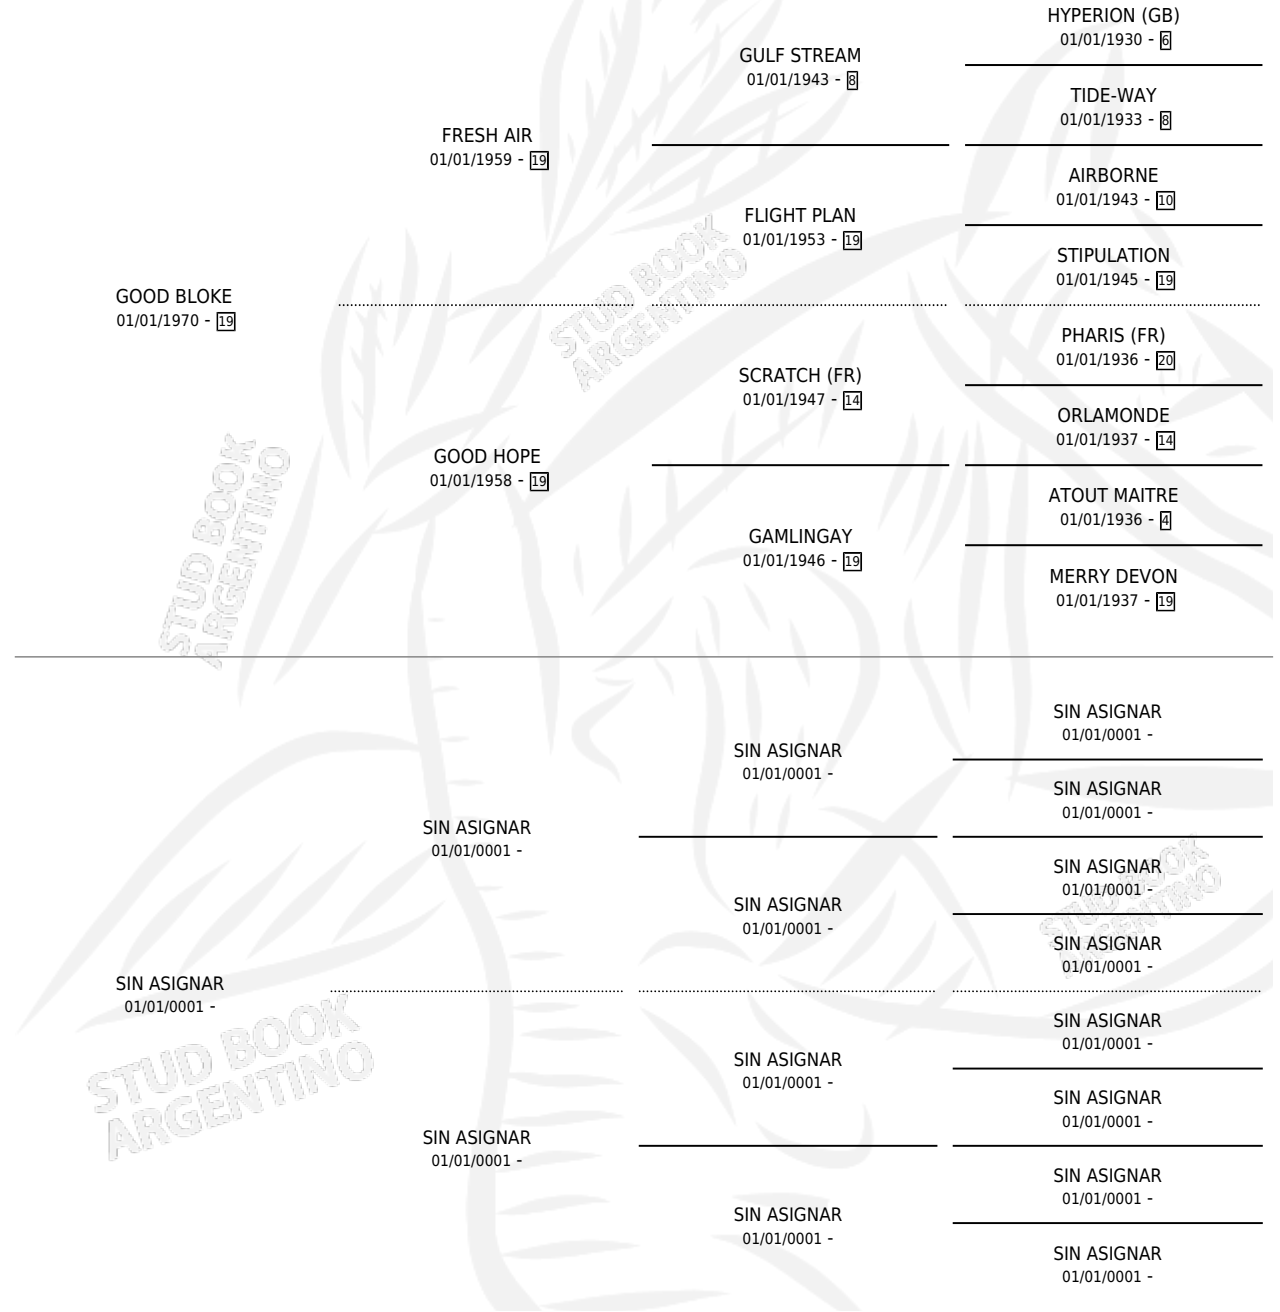 HYPERION (GB)
01/01/1930 - 6
GULF STREAM
01/01/1943 - 8
TIDE-WAY
01/01/1933 - 8
FRESH AIR
01/01/1959 - 19
AIRBORNE
01/01/1943 - 10
FLIGHT PLAN
01/01/1953 - 19
STIPULATION
01/01/1945 - 19
GOOD BLOKE
01/01/1970 - 19
PHARIS (FR)
01/01/1936 - 20
SCRATCH (FR)
01/01/1947 - 14
ORLAMONDE
01/01/1937 - 14
GOOD HOPE
01/01/1958 - 19
ATOUT MAITRE
01/01/1936 - 4
GAMLINGAY
01/01/1946 - 19
MERRY DEVON
01/01/1937 - 19
STUD BOOK
ARGENTINO
STUD BOOK
ARGENTINO
SIN ASIGNAR
01/01/0001 -
SIN ASIGNAR
01/01/0001 -
SIN ASIGNAR
01/01/0001 -
SIN ASIGNAR
01/01/0001 -
SIN ASIGNAR
01/01/0001 -
SIN ASIGNAR
01/01/0001 -
SIN ASIGNAR
01/01/0001 -
SIN ASIGNAR
01/01/0001 -
SIN ASIGNAR
01/01/0001 -
SIN ASIGNAR
01/01/0001 -
SIN ASIGNAR
01/01/0001 -
SIN ASIGNAR
01/01/0001 -
SIN ASIGNAR
01/01/0001 -
SIN ASIGNAR
01/01/0001 -
SIN ASIGNAR
01/01/0001 -
STUD BOOK
ARGENTINO
STUD BOOK
ARGENTINO